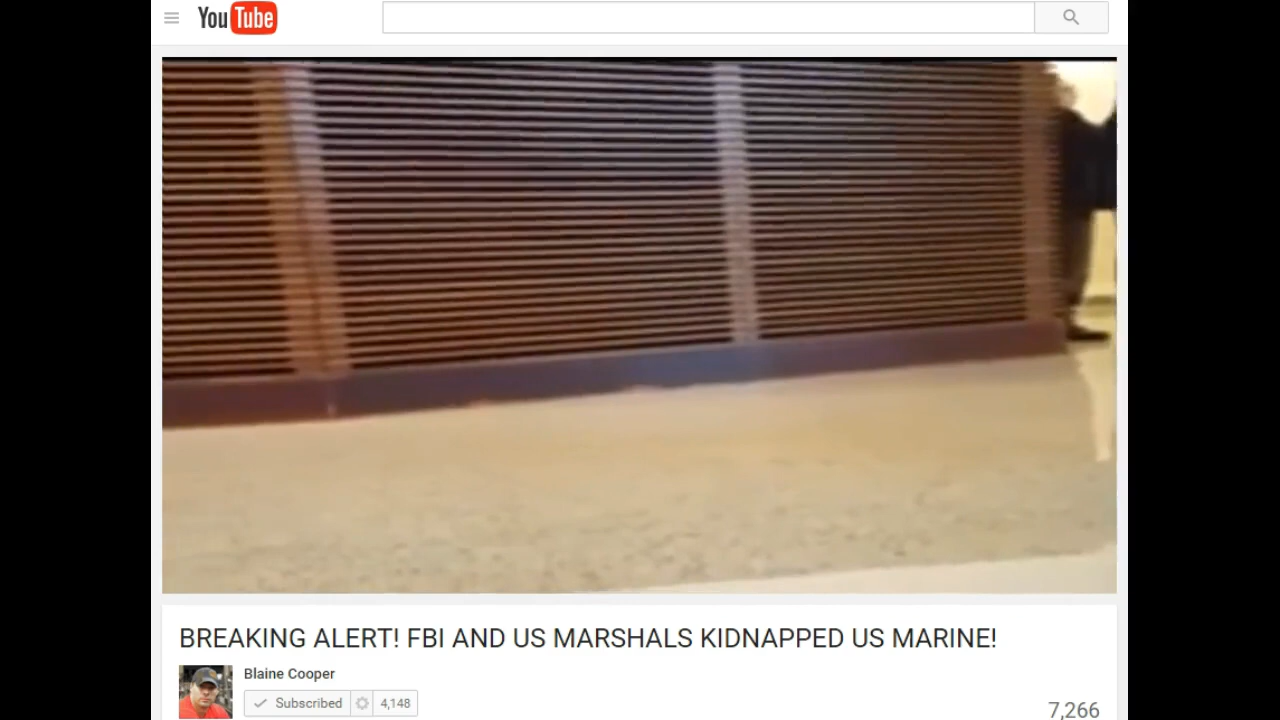 YouTube
BREAKING ALERT! FBI AND US MARSHALS KIDNAPPED US MARINE!
Blaine Cooper
Subscribed 4,148
7,266